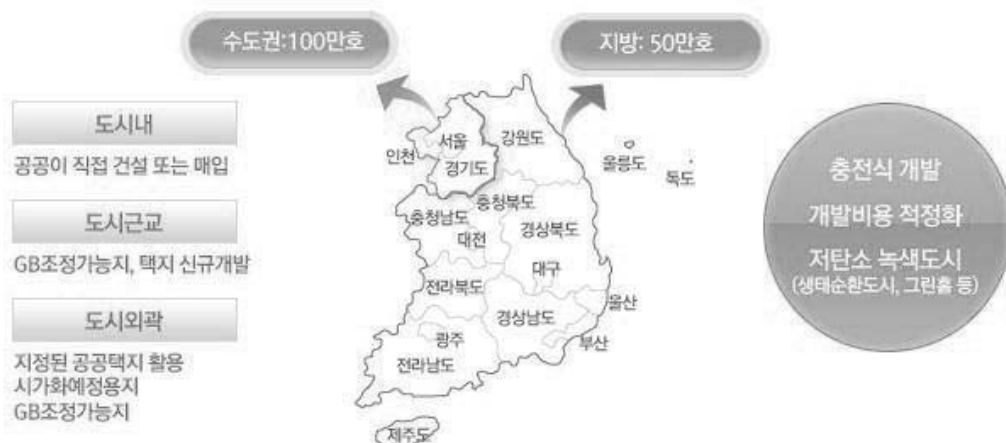 수도권:100만호
지방: 50만호
도시내
공공이 직접 건설 또는 매입
도시근교
GB조정가능지, 택지 신규개발
도시외곽
지정된 공공택지 활용
시가화예정용지
GB조정가능지
서울
인천
경기도
강원도
울릉도
독도
충청북도
충청남도
대전
경상북도
대구
전라북도
울산
경상남도
광주
부산
전라남도
제주도
충전식 개발
개발비용 적정화
저탄소 녹색도시
(생태순환도시, 그린홀 등)